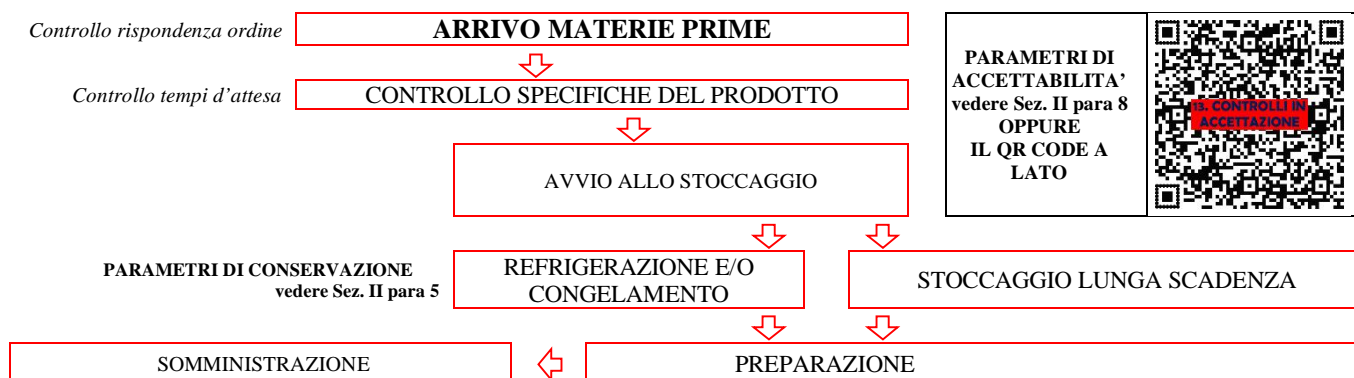 Controllo rispondenza ordine
ARRIVO MATERIE PRIME
Controllo tempi d'attesa
CONTROLLO SPECIFICHE DEL PRODOTTO
AVVIO ALLO STOCCAGGIO
PARAMETRI DI
ACCETTABILITA'
vedere Sez. II para 8
OPPURE
IL QR CODE A
LATO
13. CONTROLLI IN
ACCETTAZIONE
PARAMETRI DI CONSERVAZIONE
vedere Sez. II para 5
REFRIGERAZIONE E/O
CONGELAMENTO
STOCCAGGIO LUNGA SCADENZA
SOMMINISTRAZIONE
PREPARAZIONE